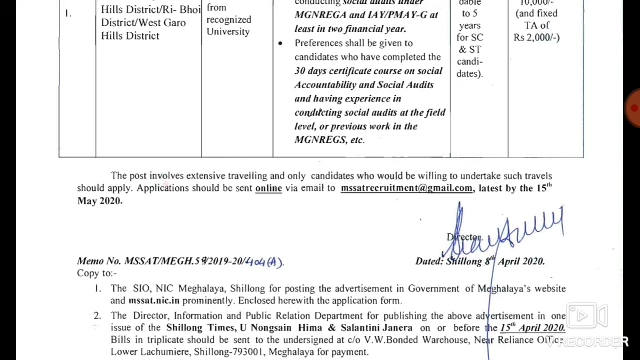 1.
Hills District/Ri- Bhoi
District/West Garo
Hills District
from
recognized
University
conducting social audits under
MGNREGA and IAY/PMAY-G at
least in two financial year.
• Preferences shall be given to
candidates who have completed the
30 days certificate course on social
Accountability and Social Audits
and having experience in
conducting social audits at the field
level, or previous work in the
MGNREGS, etc.
dable
to 5
years
for SC
& ST
candi-
dates).
10,000/-
(and fixed
TA of
Rs 2,000/-)
The post involves extensive travelling and only candidates who would be willing to undertake such travels
should apply. Applications should be sent online via email to mssatrecruitment@gmail.com, latest by the 15th
May 2020.
Director
Memo No. MSSAT/MEGH.59/2019-20/404(A).
Dated: Shillong 8th April 2020.
Copy to:-
1. The SIO, NIC Meghalaya, Shillong for posting the advertisement in Government of Meghalaya's website
and mssat.nic.in prominently. Enclosed herewith the application form.
2. The Director, Information and Public Relation Department for publishing the above advertisement in one
issue of the Shillong Times, U Nongsain Hima & Salantini Janera on or before the 15th April 2020.
Bills in triplicate should be sent to the undersigned at c/o V.W.Bonded Warehouse, Near Reliance Office,
Lower Lachumiere, Shillong-793001, Meghalaya for payment.
VV RECORDER